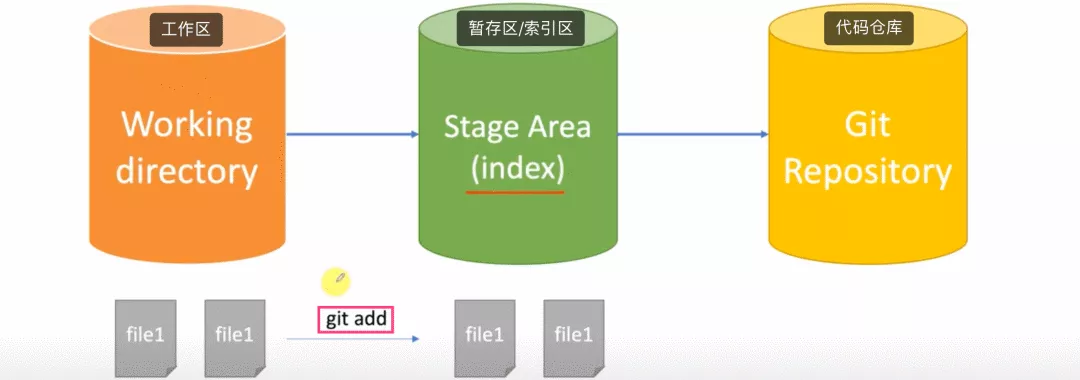 工作区
暂存区/索引区
代码仓库
Working
directory
Stage Area
(index)
Git
Repository
git add
file1
file1
file1
file1